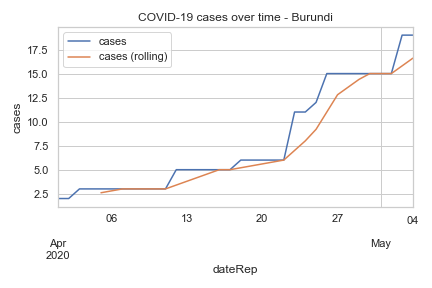 COVID-19 cases over time - Burundi
cases
cases (rolling)
17.5
15.0
12.5
10.0
7.5
5.0
2.5
cases
06
13
20
27
04
Apr
2020
May
dateRep